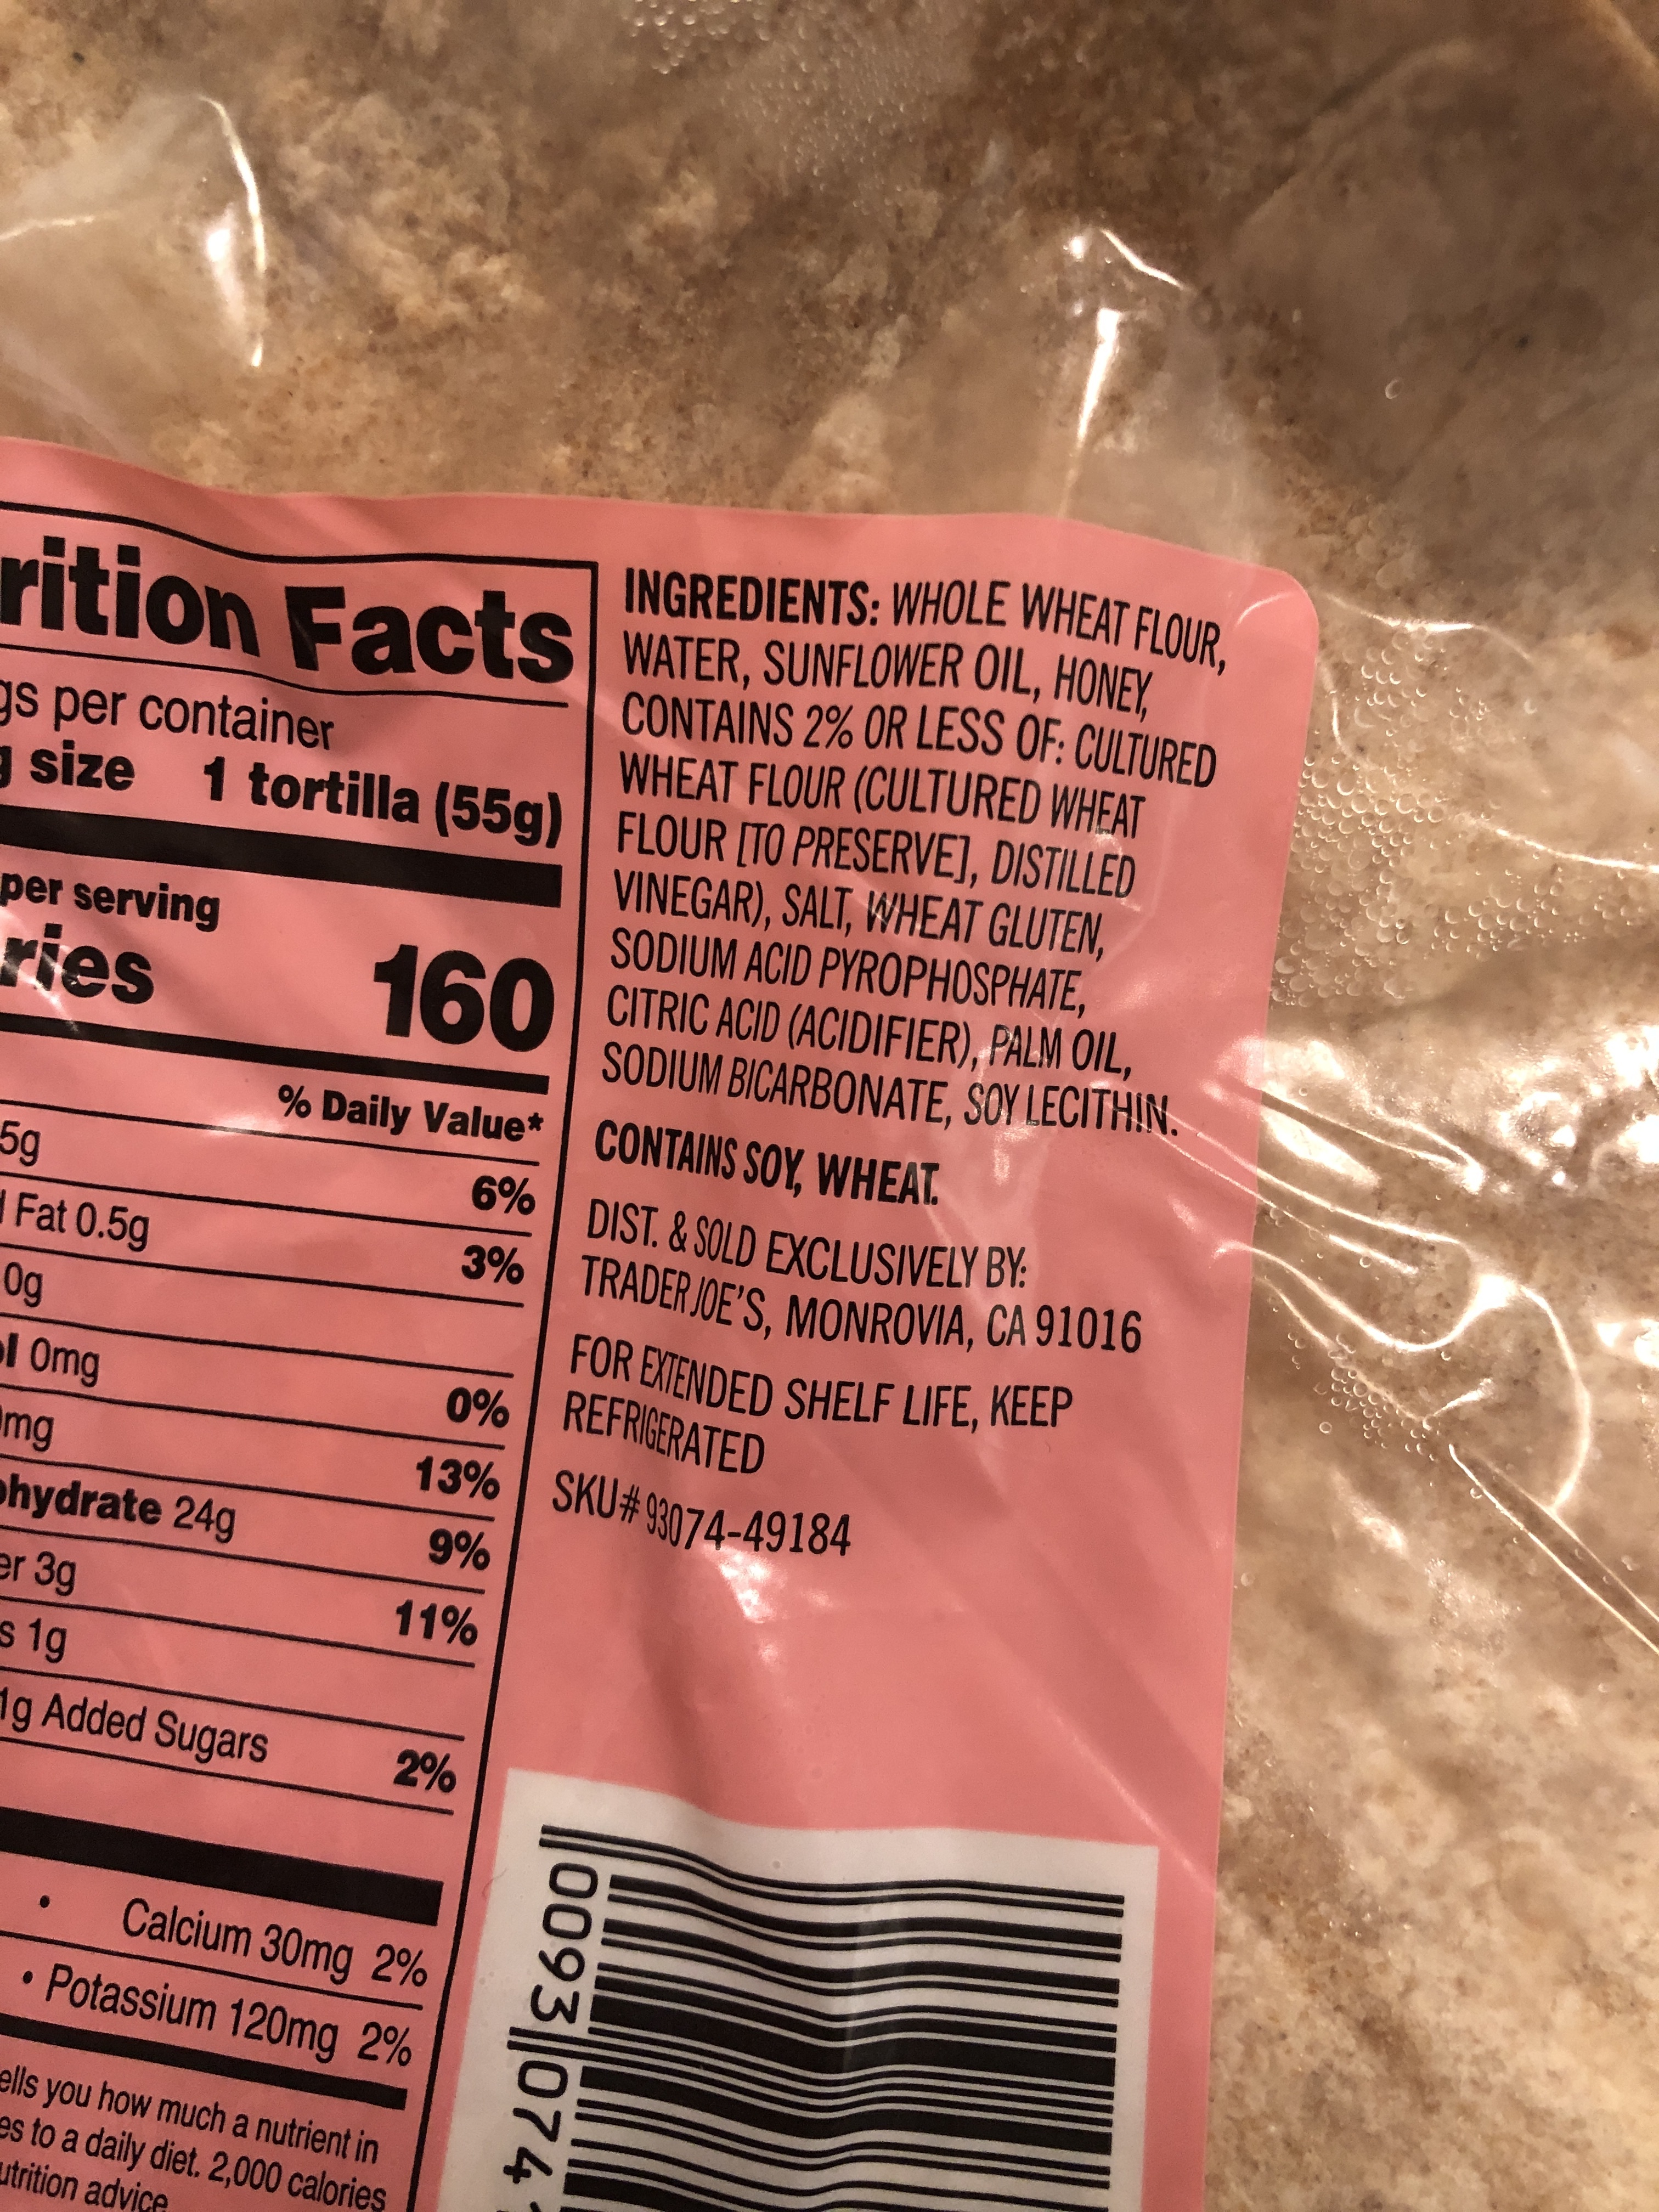 rition Facts
gs per container
g size 1 tortilla (55g)
per serving
ries 160
% Daily Value*
5g 6%
Fat 0.5g 3%
0g
ol 0mg 0%
mg 13%
ohydrate 24g 9%
er 3g 11%
s 1g
1g Added Sugars 2%
• Calcium 30mg 2%
• Potassium 120mg 2%
ells you how much a nutrient in
es to a daily diet. 2,000 calories
utrition advice
INGREDIENTS: WHOLE WHEAT FLOUR,
WATER, SUNFLOWER OIL, HONEY,
CONTAINS 2% OR LESS OF: CULTURED
WHEAT FLOUR (CULTURED WHEAT
FLOUR [TO PRESERVE], DISTILLED
VINEGAR), SALT, WHEAT GLUTEN,
SODIUM ACID PYROPHOSPHATE,
CITRIC ACID (ACIDIFIER), PALM OIL,
SODIUM BICARBONATE, SOY LECITHIN.
CONTAINS SOY, WHEAT.
DIST. & SOLD EXCLUSIVELY BY:
TRADER JOE'S, MONROVIA, CA 91016
FOR EXTENDED SHELF LIFE, KEEP
REFRIGERATED
SKU# 93074-49184
0093 074